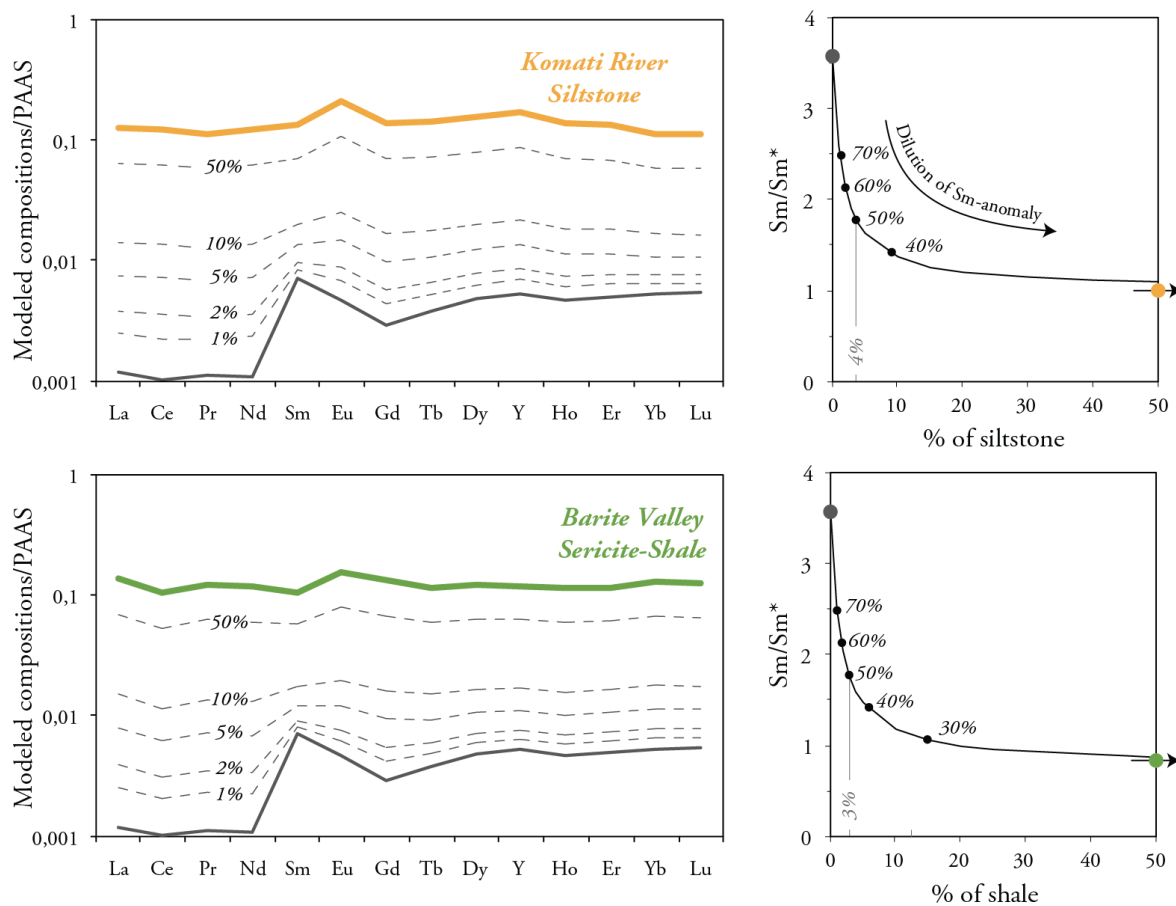 1
0,1
0,01
0,001
Modeled compositions/PAAS
Komati River
Siltstone
50%
10%
5%
2%
1%
La Ce Pr Nd Sm Eu Gd Tb Dy Y Ho Er Yb Lu
4
3
2
1
0
Sm/Sm*
70%
60%
50%
40%
Dilution of Sm-anomaly
4%
0 10 20 30 40 50
% of siltstone
1
0,1
0,01
0,001
Modeled compositions/PAAS
Barite Valley
Sericite-Shale
50%
10%
5%
2%
1%
La Ce Pr Nd Sm Eu Gd Tb Dy Y Ho Er Yb Lu
4
3
2
1
0
Sm/Sm*
70%
60%
50%
40%
30%
3%
0 10 20 30 40 50
% of shale